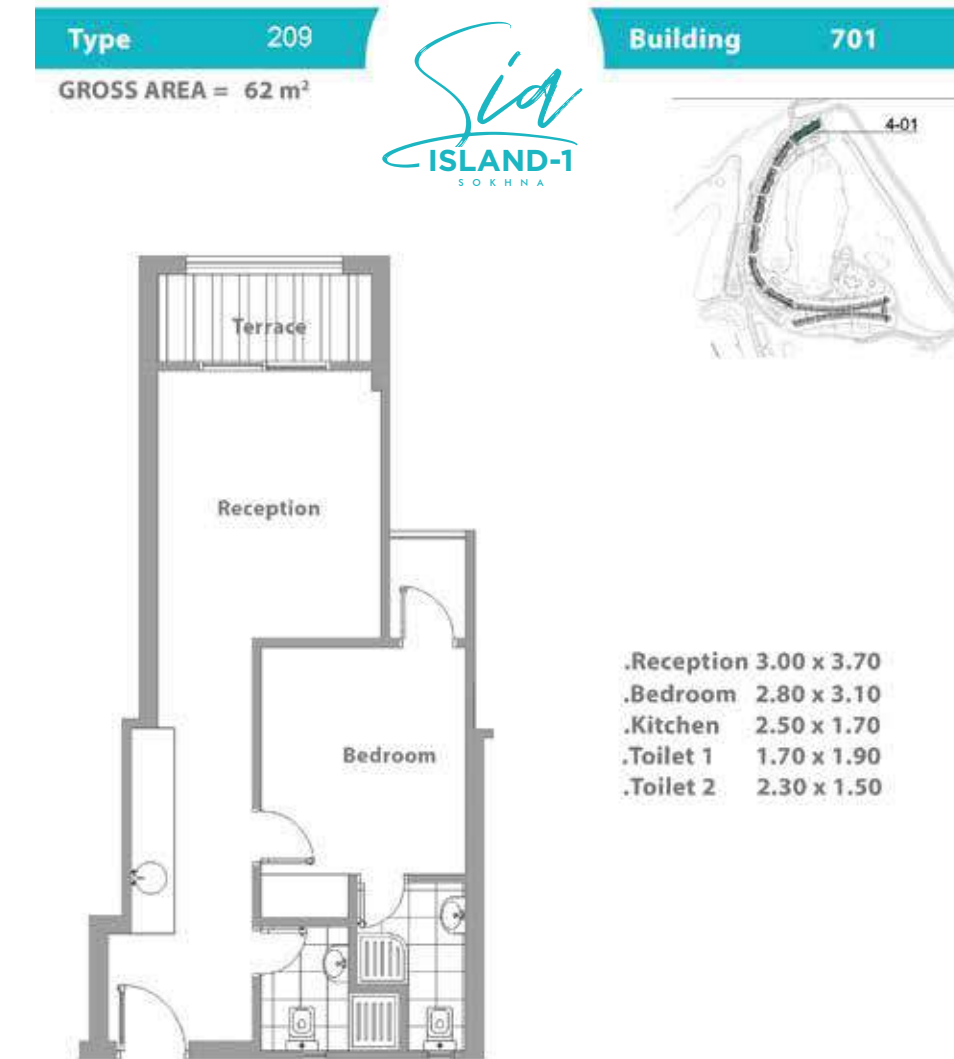 Type 209
Building 701
GROSS AREA = 62 m²
Sia
ISLAND-1
SOKHNA
4-01
Terrace
Reception
Bedroom
.Reception 3.00 x 3.70
.Bedroom 2.80 x 3.10
.Kitchen 2.50 x 1.70
.Toilet 1 1.70 x 1.90
.Toilet 2 2.30 x 1.50